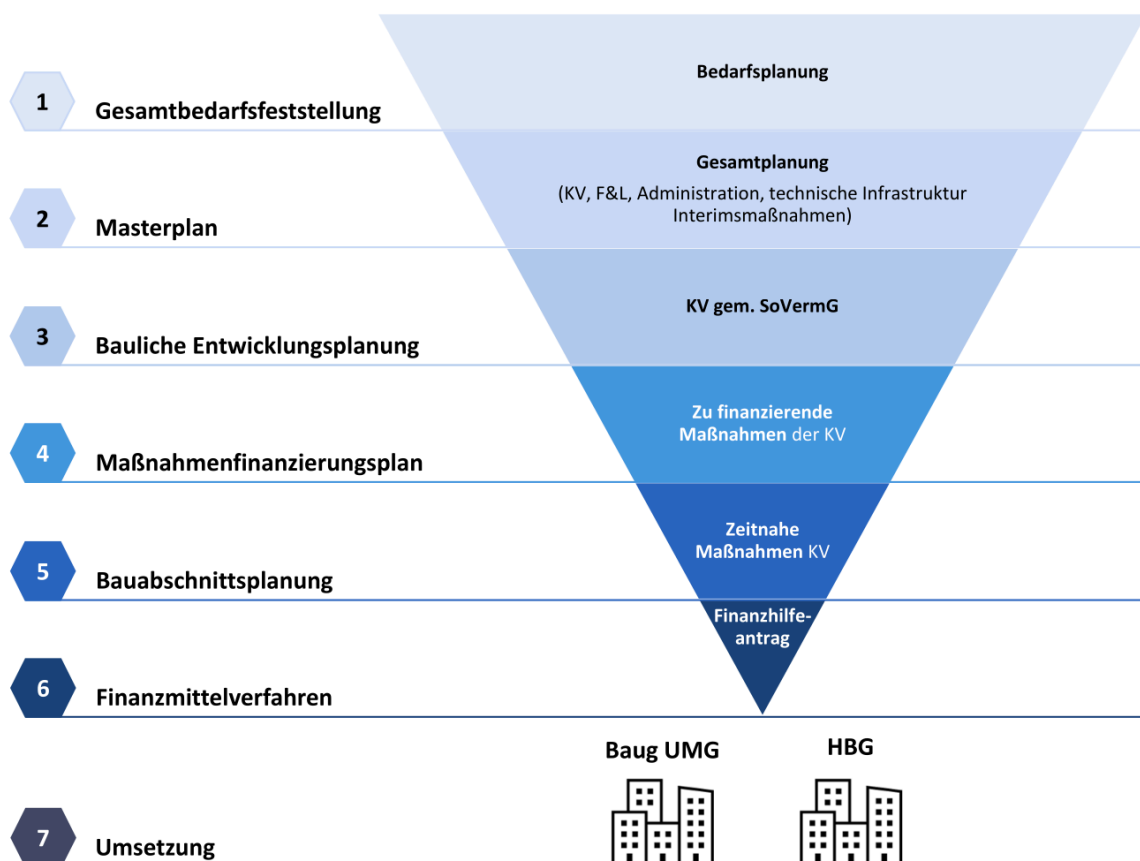 Bedarfsplanung
1
Gesamtbedarfsfeststellung
Gesamtplanung
(KV, F&L, Administration, technische Infrastruktur
Interimsmaßnahmen)
2
Masterplan
KV gem. SoVermG
3
Bauliche Entwicklungsplanung
Zu finanzierende
Maßnahmen der KV
4
Maßnahmenfinanzierungsplan
Zeitnahe
Maßnahmen KV
5
Bauabschnittsplanung
Finanzhilfe-
antrag
6
Finanzmittelverfahren
Baug UMG
HBG
7
Umsetzung